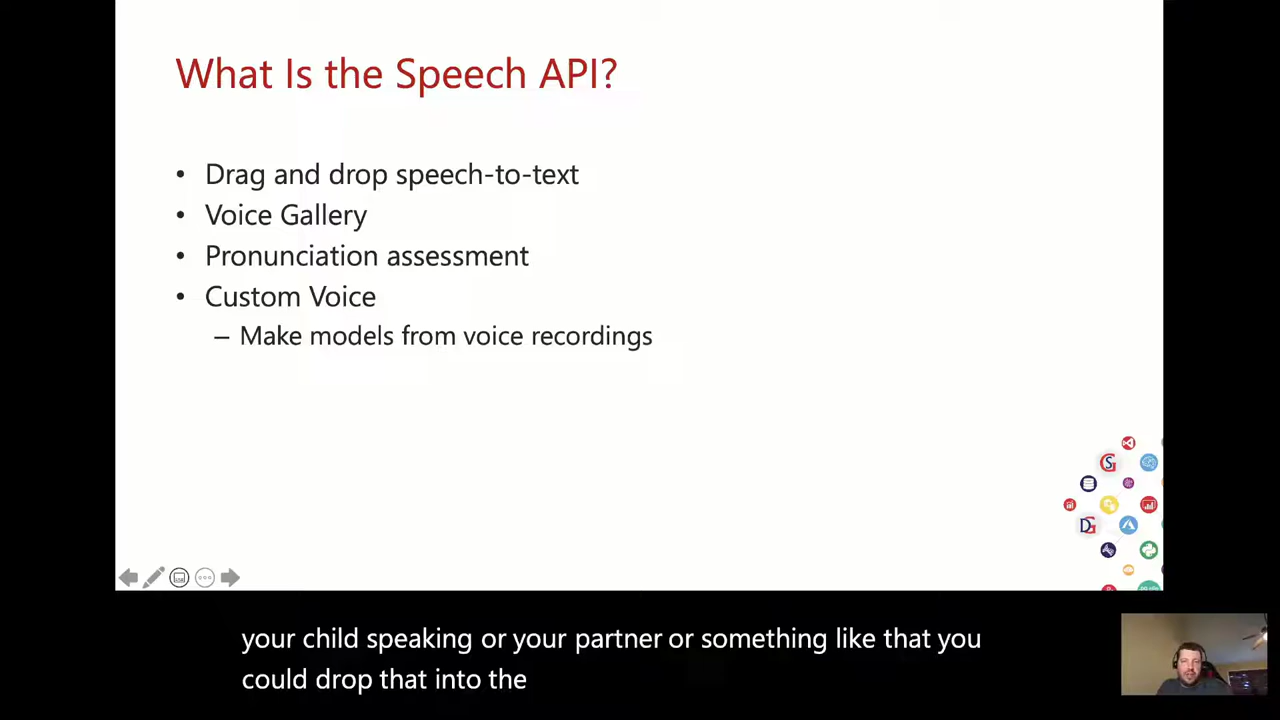 What Is the Speech API?
• Drag and drop speech-to-text
• Voice Gallery
• Pronunciation assessment
• Custom Voice
– Make models from voice recordings
your child speaking or your partner or something like that you
could drop that into the